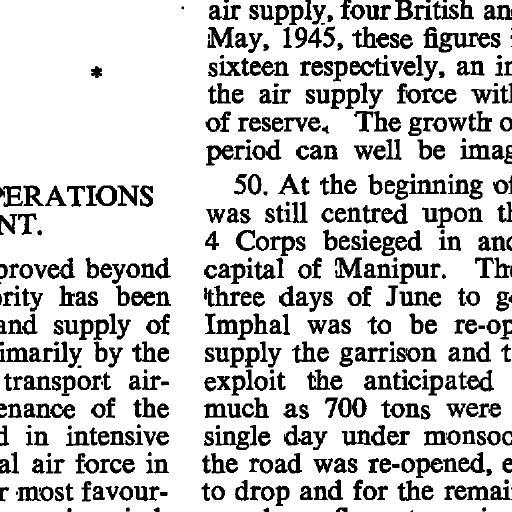 *
PERATIONS
NT.
proved beyond
ority has been
and supply of
imarily by the
transport air-
enance of the
d in intensive
al air force in
r most favour-
air supply, four British an
May, 1945, these figures
sixteen respectively, an in
the air supply force wit
of reserve. The growth o
period can well be imag
50. At the beginning of
was still centred upon th
4 Corps besieged in and
capital of Manipur. Th
three days of June to g
Imphal was to be re-op
supply the garrison and t
exploit the anticipated
much as 700 tons were
single day under monsoo
the road was re-opened, e
to drop and for the remai